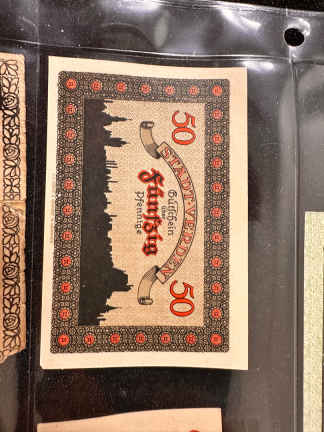 50 50
STADT VERDEN
Gutschein
über
Fünfzig
Pfennige